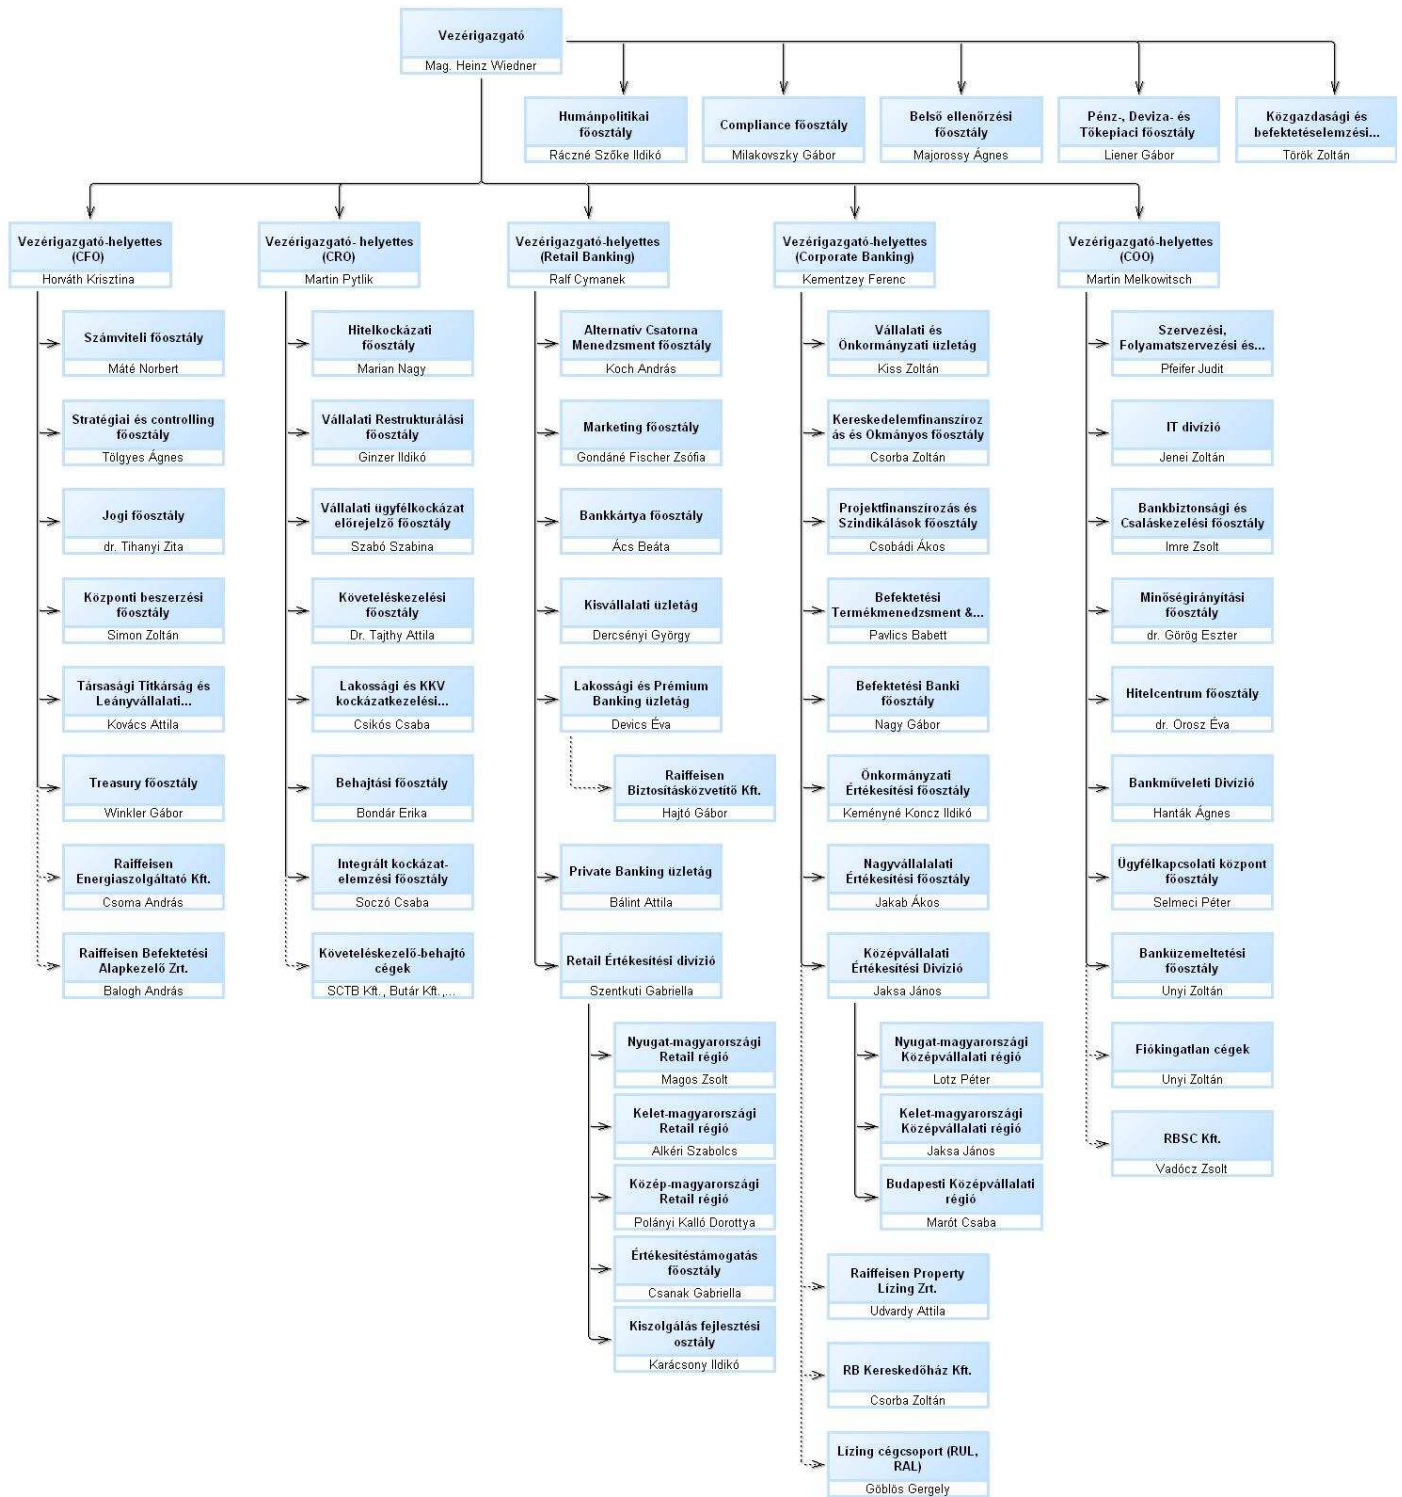 Vezérigazgató
Mag. Heinz Wiedner
Humánpolitikai
főosztály
Ráczné Szőke Ildikó
Compliance főosztály
Milakovszky Gábor
Belső ellenőrzési
főosztály
Majorossy Ágnes
Pénz-, Deviza- és
Tőkepiaci főosztály
Liener Gábor
Közgazdasági és
befektetéselemzési...
Török Zoltán
Vezérigazgató-helyettes
(CFO)
Horváth Krisztina
Számviteli főosztály
Máté Norbert
Stratégiai és controlling
főosztály
Tölgyes Ágnes
Jogi főosztály
dr. Tihanyi Zita
Központi beszerzési
főosztály
Simon Zoltán
Társasági Titkárság és
Leányvállalati...
Kovács Attila
Treasury főosztály
Winkler Gábor
Raiffeisen
Energiaszolgáltató Kft.
Csoma András
Raiffeisen Befektetési
Alapkezelő Zrt.
Balogh András
Vezérigazgató- helyettes
(CRO)
Martin Pytlik
Hitelkockázati
főosztály
Marian Nagy
Vállalati Restrukturálási
főosztály
Ginzer Ildikó
Vállalati ügyfélkockázat
előrejelző főosztály
Szabó Szabina
Követeléskezelési
főosztály
Dr. Tajthy Attila
Lakossági és KKV
kockázatkezelési...
Csikós Csaba
Behajtási főosztály
Bondár Erika
Integrált kockázat-
elemzési főosztály
Soczó Csaba
Követeléskezelő-behajtó
cégek
SCTB Kft., Butár Kft.,...
Vezérigazgató-helyettes
(Retail Banking)
Ralf Cymanek
Alternatív Csatorna
Menedzsment főosztály
Koch András
Marketing főosztály
Gondáné Fischer Zsófia
Bankkártya főosztály
Ács Beáta
Kisvállalati üzletág
Dercsényi György
Lakossági és Prémium
Banking üzletág
Devics Éva
Raiffeisen
Biztosításközvetítő Kft.
Hajtó Gábor
Private Banking üzletág
Bálint Attila
Retail Értékesítési divízió
Szentkuti Gabriella
Nyugat-magyarországi
Retail régió
Magos Zsolt
Kelet-magyarországi
Retail régió
Alkéri Szabolcs
Közép-magyarországi
Retail régió
Polányi Kalló Dorottya
Értékesítéstámogatás
főosztály
Csanak Gabriella
Kiszolgálás fejlesztési
osztály
Karácsony Ildikó
Vezérigazgató-helyettes
(Corporate Banking)
Kementzey Ferenc
Vállalati és
Önkormányzati üzletág
Kiss Zoltán
Kereskedelemfinanszíroz
ás és Okmányos főosztály
Csorba Zoltán
Projektfinanszírozás és
Szindikálások főosztály
Csobádi Ákos
Befektetési
Termékmenedzsment &...
Pavlics Babett
Befektetési Banki
főosztály
Nagy Gábor
Önkormányzati
Értékesítési főosztály
Keményné Koncz Ildikó
Nagyvállalalati
Értékesítési főosztály
Jakab Ákos
Középvállalati
Értékesítési Divízió
Jaksa János
Nyugat-magyarországi
Középvállalati régió
Lotz Péter
Kelet-magyarországi
Középvállalati régió
Jaksa János
Budapesti Középvállalati
régió
Marót Csaba
Raiffeisen Property
Lízing Zrt.
Udvardy Attila
RB Kereskedőház Kft.
Csorba Zoltán
Lízing cégcsoport (RUL,
RAL)
Göblös Gergely
Vezérigazgató-helyettes
(COO)
Martin Melkowitsch
Szervezési,
Folyamatszervezési és...
Pfeifer Judit
IT divízió
Jenei Zoltán
Bankbiztonsági és
Csaláskezelési főosztály
Imre Zsolt
Minőségirányítási
főosztály
dr. Görög Eszter
Hitelcentrum főosztály
dr. Orosz Éva
Bankműveleti Divízió
Hanták Ágnes
Ügyfélkapcsolati központ
főosztály
Selmeci Péter
Banküzemeltetési
főosztály
Unyi Zoltán
Fiókingatlan cégek
Unyi Zoltán
RBSC Kft.
Vadócz Zsolt